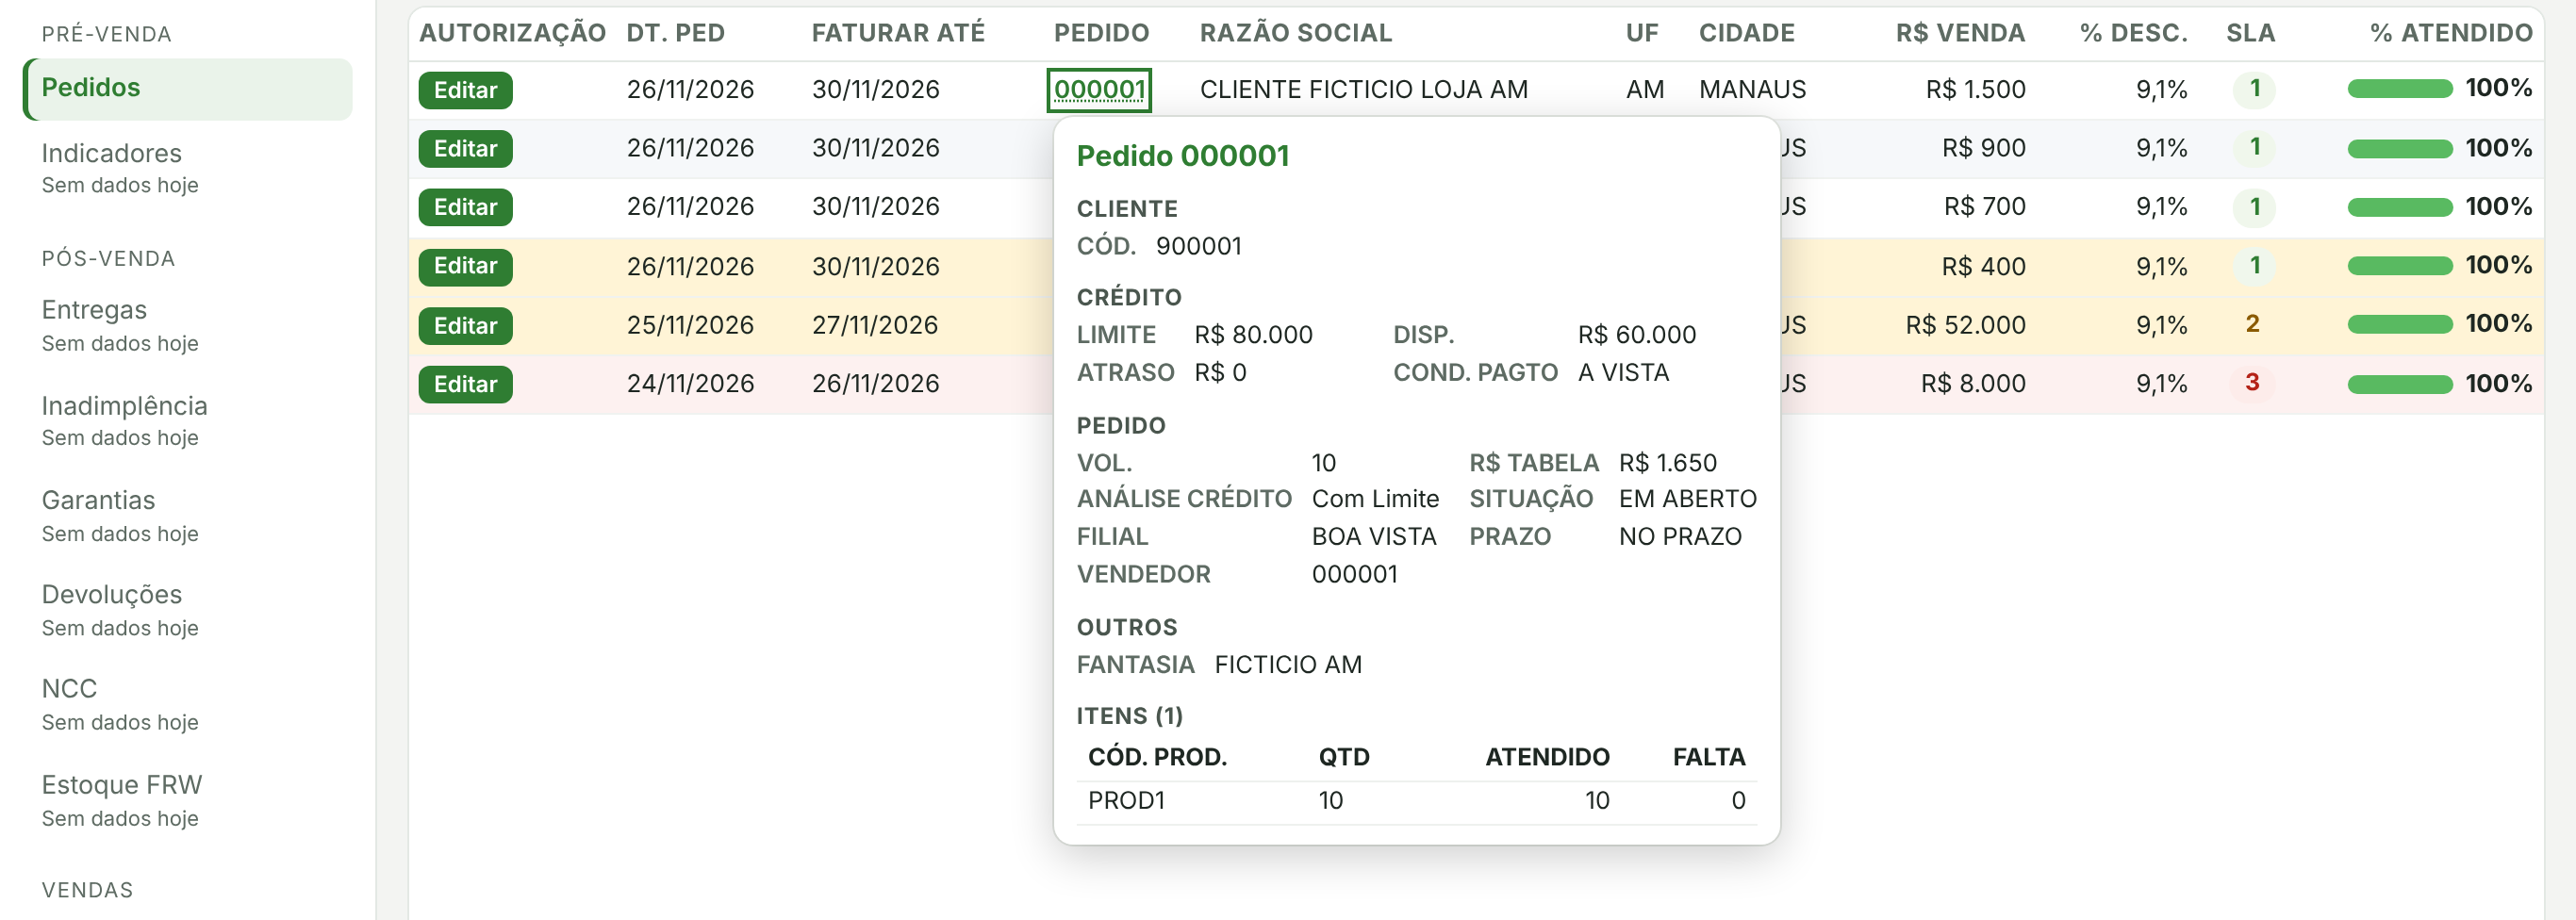 PRÉ-VENDA
Pedidos
Indicadores
Sem dados hoje
PÓS-VENDA
Entregas
Sem dados hoje
Inadimplência
Sem dados hoje
Garantias
Sem dados hoje
Devoluções
Sem dados hoje
NCC
Sem dados hoje
Estoque FRW
Sem dados hoje
VENDAS
AUTORIZAÇÃO DT. PED FATURAR ATÉ PEDIDO RAZÃO SOCIAL UF CIDADE R$ VENDA % DESC. SLA % ATENDIDO
Editar 26/11/2026 30/11/2026 000001 CLIENTE FICTICIO LOJA AM AM MANAUS R$ 1.500 9,1% 1 100%
Editar 26/11/2026 30/11/2026 US R$ 900 9,1% 1 100%
Editar 26/11/2026 30/11/2026 US R$ 700 9,1% 1 100%
Editar 26/11/2026 30/11/2026 R$ 400 9,1% 1 100%
Editar 25/11/2026 27/11/2026 US R$ 52.000 9,1% 2 100%
Editar 24/11/2026 26/11/2026 US R$ 8.000 9,1% 3 100%
Pedido 000001
CLIENTE
CÓD. 900001
CRÉDITO
LIMITE R$ 80.000 DISP. R$ 60.000
ATRASO R$ 0 COND. PAGTO A VISTA
PEDIDO
VOL. 10 R$ TABELA R$ 1.650
ANÁLISE CRÉDITO Com Limite SITUAÇÃO EM ABERTO
FILIAL BOA VISTA PRAZO NO PRAZO
VENDEDOR 000001
OUTROS
FANTASIA FICTICIO AM
ITENS (1)
CÓD. PROD. QTD ATENDIDO FALTA
PROD1 10 10 0